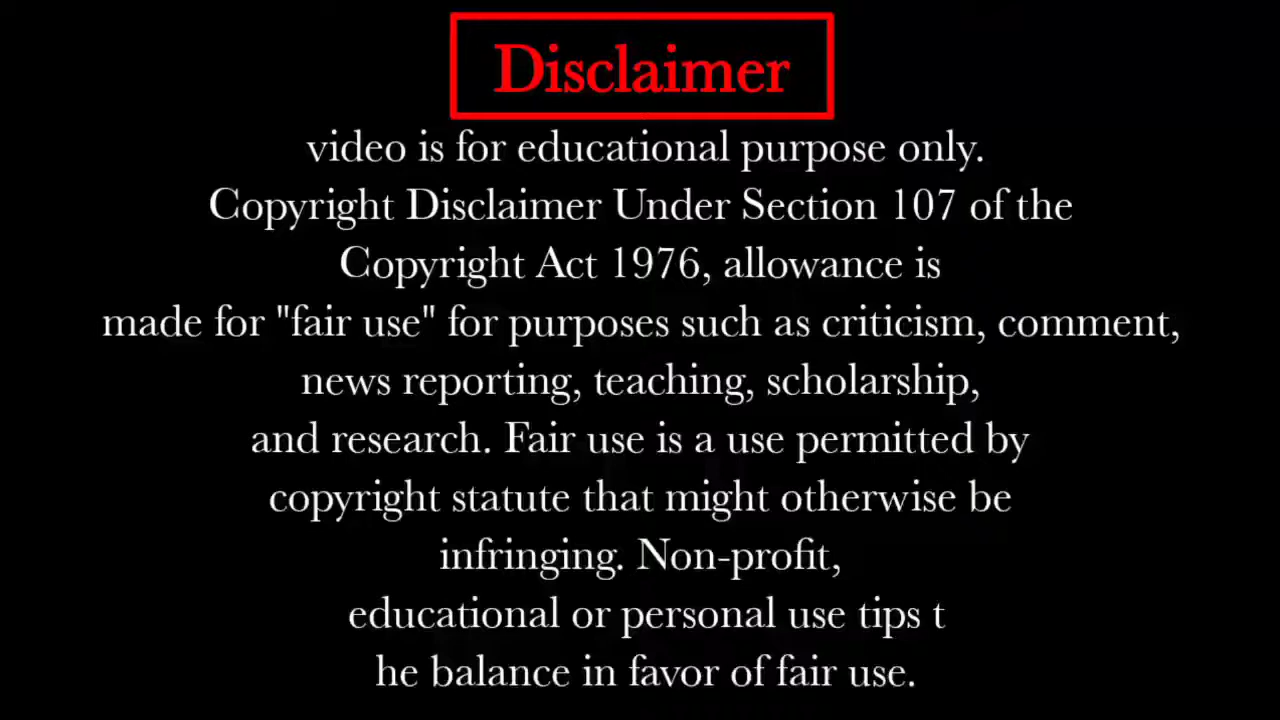 Disclaimer
video is for educational purpose only.
Copyright Disclaimer Under Section 107 of the
Copyright Act 1976, allowance is
made for "fair use" for purposes such as criticism, comment,
news reporting, teaching, scholarship,
and research. Fair use is a use permitted by
copyright statute that might otherwise be
infringing. Non-profit,
educational or personal use tips t
he balance in favor of fair use.